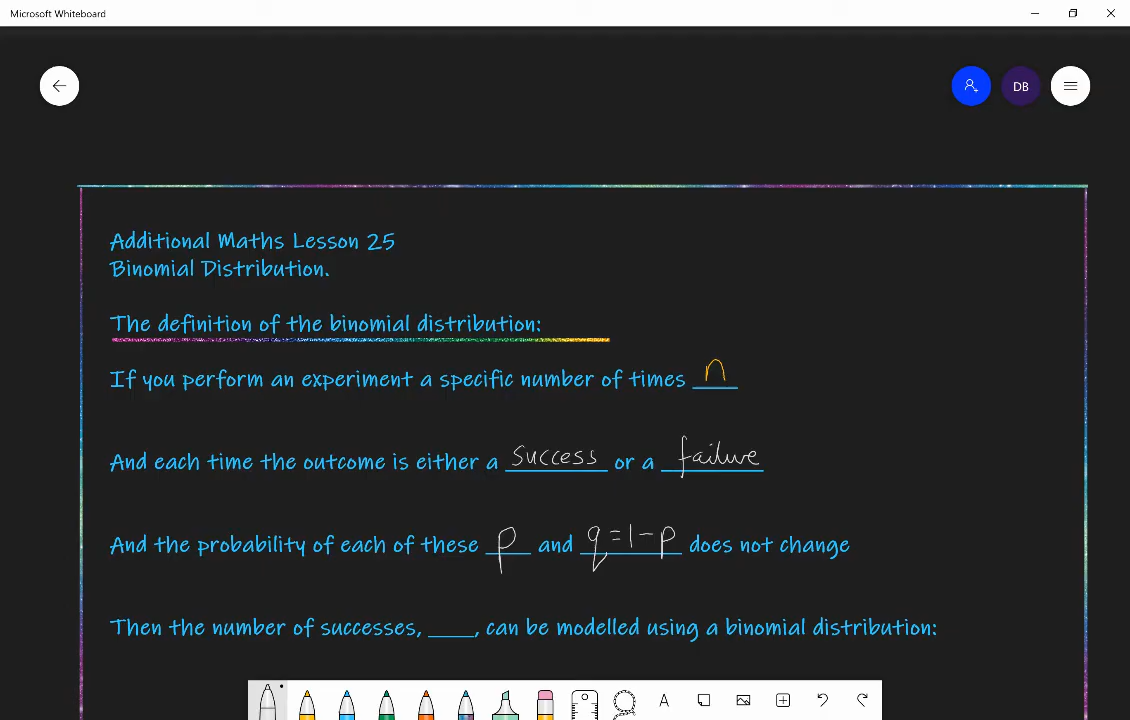 Microsoft Whiteboard
DB
Additional Maths Lesson 25
Binomial Distribution.
The definition of the binomial distribution:
If you perform an experiment a specific number of times n
And each time the outcome is either a success or a failure
And the probability of each of these p and q=1-p does not change
Then the number of successes, ____, can be modelled using a binomial distribution:
A